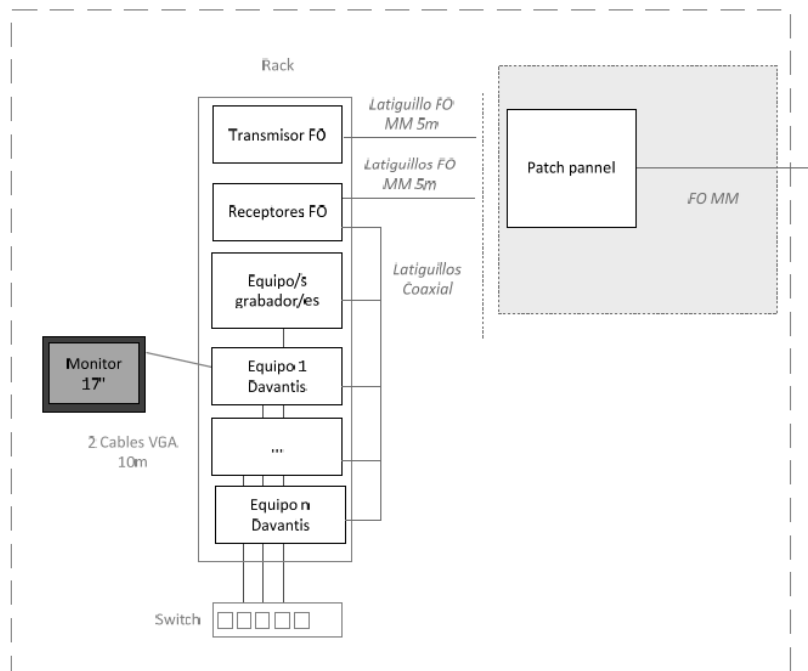 Rack
Latiguillo FO
MM 5m
Transmisor FO
Latiguillos FO
MM 5m
Patch pannel
FO MM
Receptores FO
Equipo/s
grabador/es
Latiguillos
Coaxial
Monitor
17"
Equipo 1
Davantis
2 Cables VGA
10m
...
Equipo n
Davantis
Switch